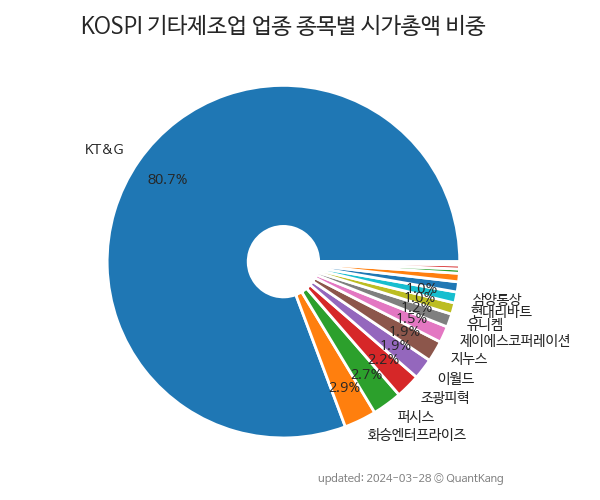 KOSPI 기타제조업 업종 종목별 시가총액 비중
KT&G
80.7%
1.0%
1.0%
1.2%
1.5%
1.9%
1.9%
2.2%
2.7%
2.9%
삼양통상
현대리바트
유니켐
제이에스코퍼레이션
지누스
이월드
조광피혁
퍼시스
화승엔터프라이즈
updated: 2024-03-28 ⓒ QuantKang